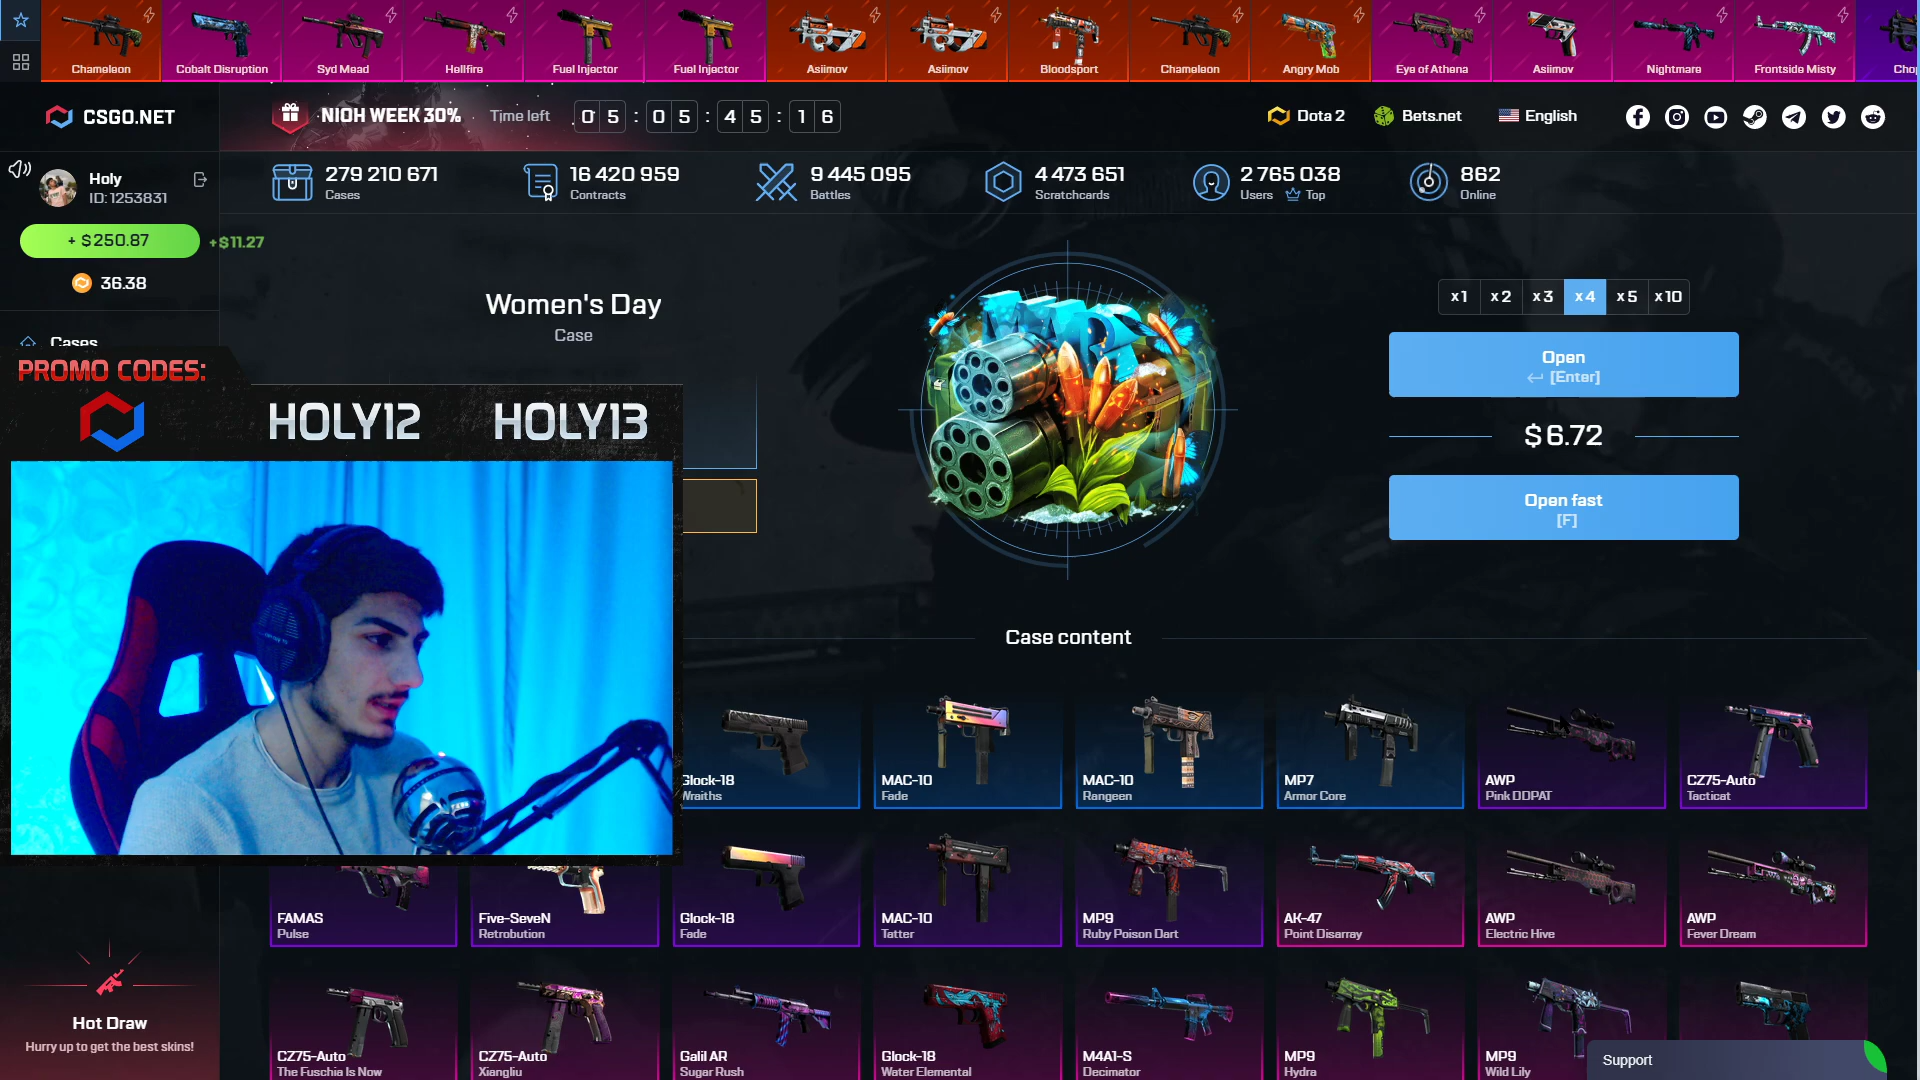 Chameleon
Cobalt Disruption
Syd Mead
Hellfire
Fuel Injector
Fuel Injector
Asiimov
Asiimov
Bloodsport
Chameleon
Angry Mob
Eye of Athena
Asiimov
Nightmare
Frontside Misty
CSGO.NET
NIOH WEEK 30%
Time left
05 : 05 : 45 : 16
Dota 2
Bets.net
English
Holy
ID: 1253831
+ $250.87
+$11.27
36.38
279 210 671
Cases
16 420 959
Contracts
9 445 095
Battles
4 473 651
Scratchcards
2 765 038
Users
Top
862
Online
Cases
PROMO CODES:
HOLY12 HOLY13
Women's Day
Case
x1 x2 x3 x4 x5 x10
Open
[Enter]
$6.72
Open fast
[F]
Case content
Glock-18
Wraiths
MAC-10
Fade
MAC-10
Rangeen
MP7
Armor Core
AWP
Pink DDPAT
CZ75-Auto
Tacticat
FAMAS
Pulse
Five-SeveN
Retrobution
Glock-18
Fade
MAC-10
Tatter
MP9
Ruby Poison Dart
AK-47
Point Disarray
AWP
Electric Hive
AWP
Fever Dream
CZ75-Auto
The Fuschia Is Now
CZ75-Auto
Xiangliu
Galil AR
Sugar Rush
Glock-18
Water Elemental
M4A1-S
Decimator
MP9
Hydra
MP9
Wild Lily
Hot Draw
Hurry up to get the best skins!
Support